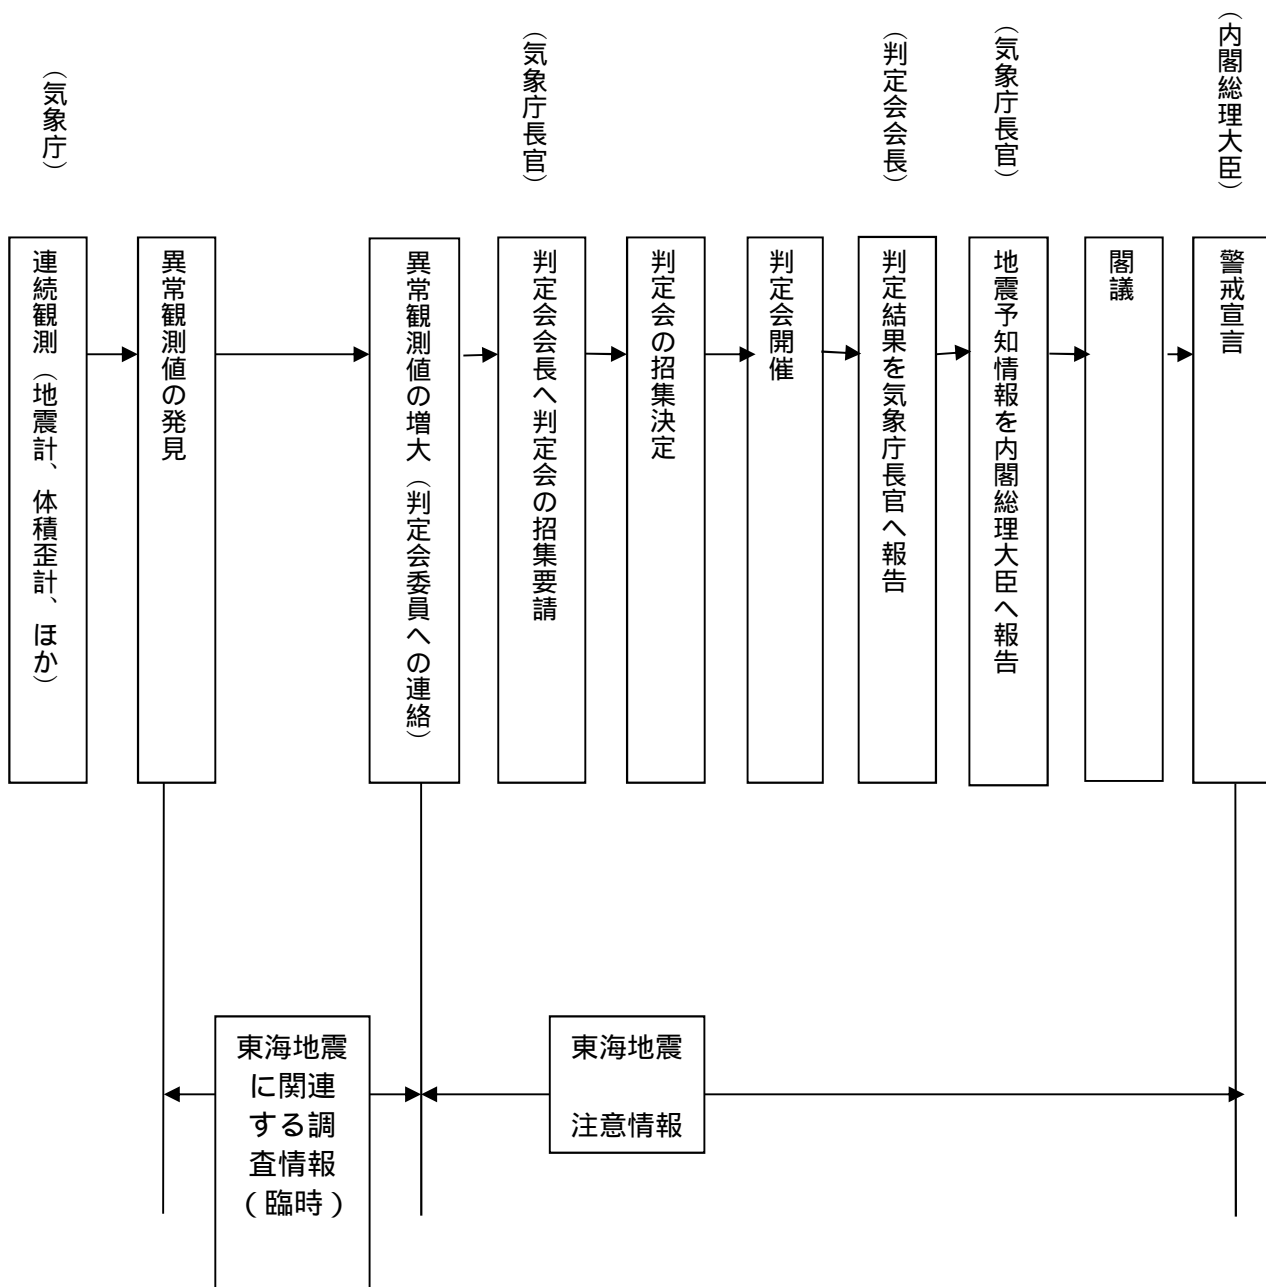 （気象庁）
（気象庁長官）
（判定会会長）
（気象庁長官）
（内閣総理大臣）
連続観測（地震計、体積歪計、ほか）
異常観測値の発見
異常観測値の増大（判定会委員への連絡）
判定会会長へ判定会の招集要請
判定会の招集決定
判定会開催
判定結果を気象庁長官へ報告
地震予知情報を内閣総理大臣へ報告
閣議
警戒宣言
東海地震
に関連
する調
査情報
（臨時）
東海地震
注意情報